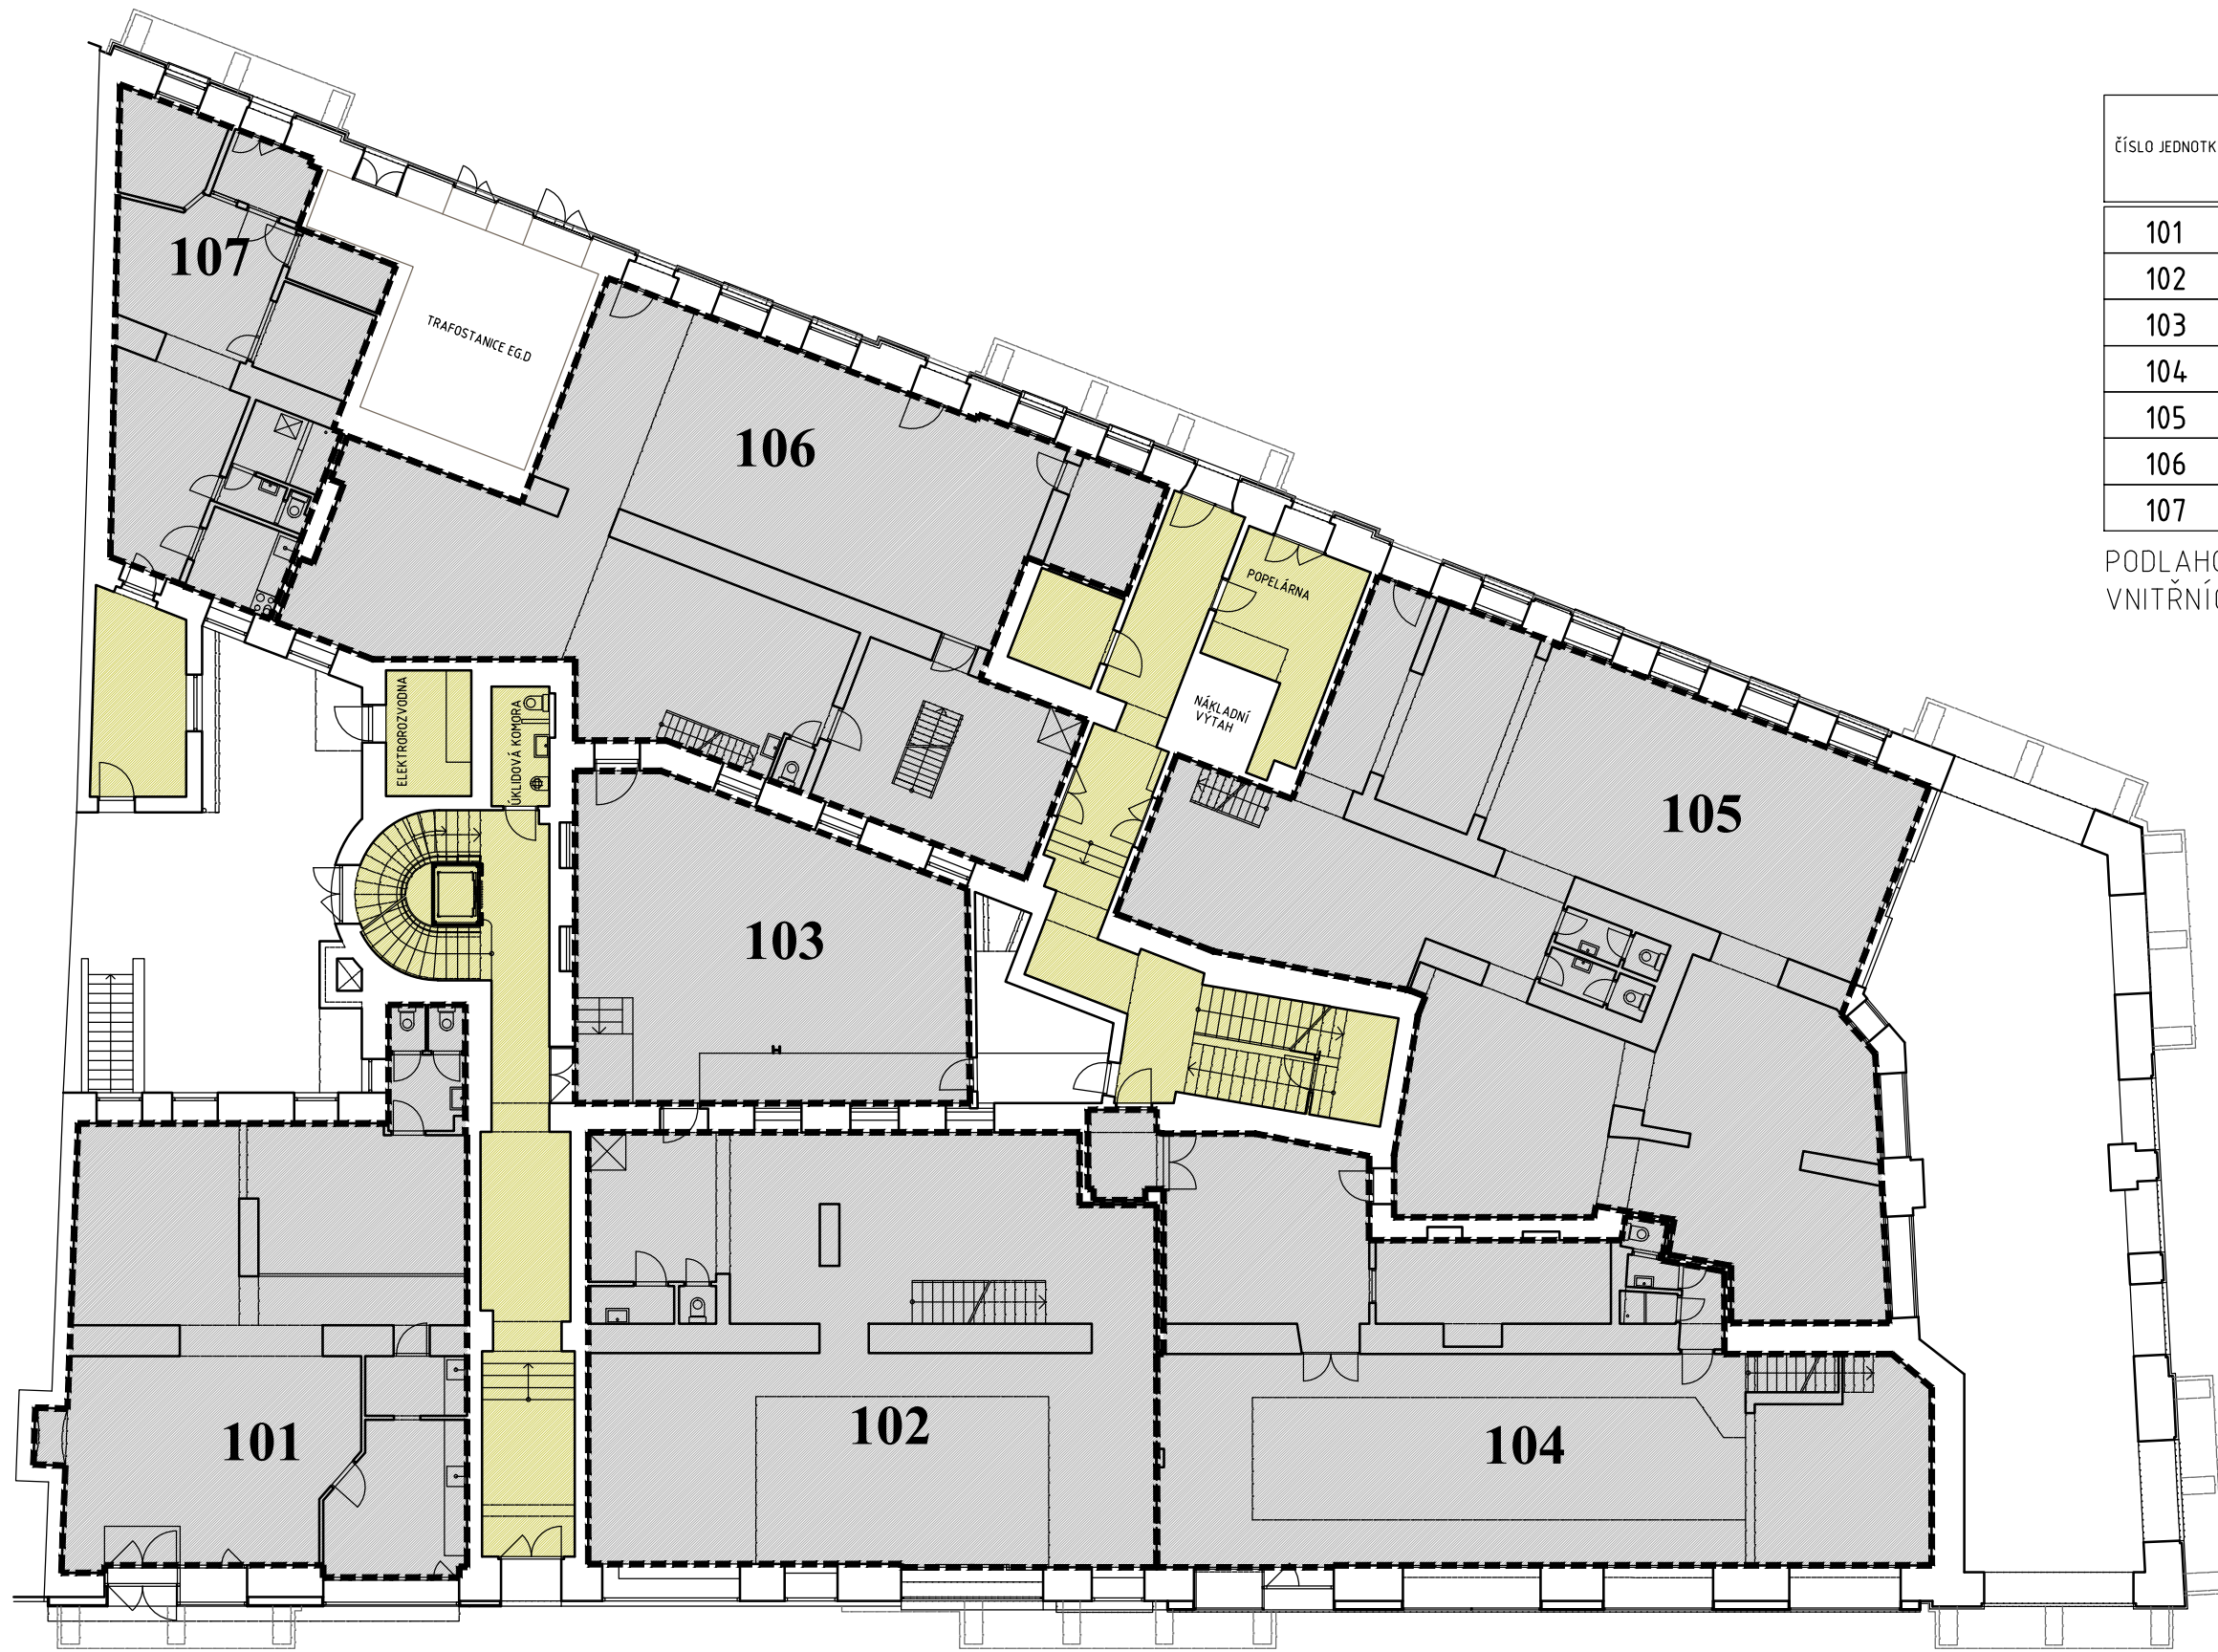 ČÍSLO JEDNOTK
101
102
103
104
105
106
107
PODLAHO
VNITŘNÍC
107
TRAFOSTANICE EG.D
106
POPELÁRNA
NÁKLADNÍ
VÝTAH
ELEKTROROZVODNA
ÚKLIDOVÁ KOMORA
105
103
101
102
104